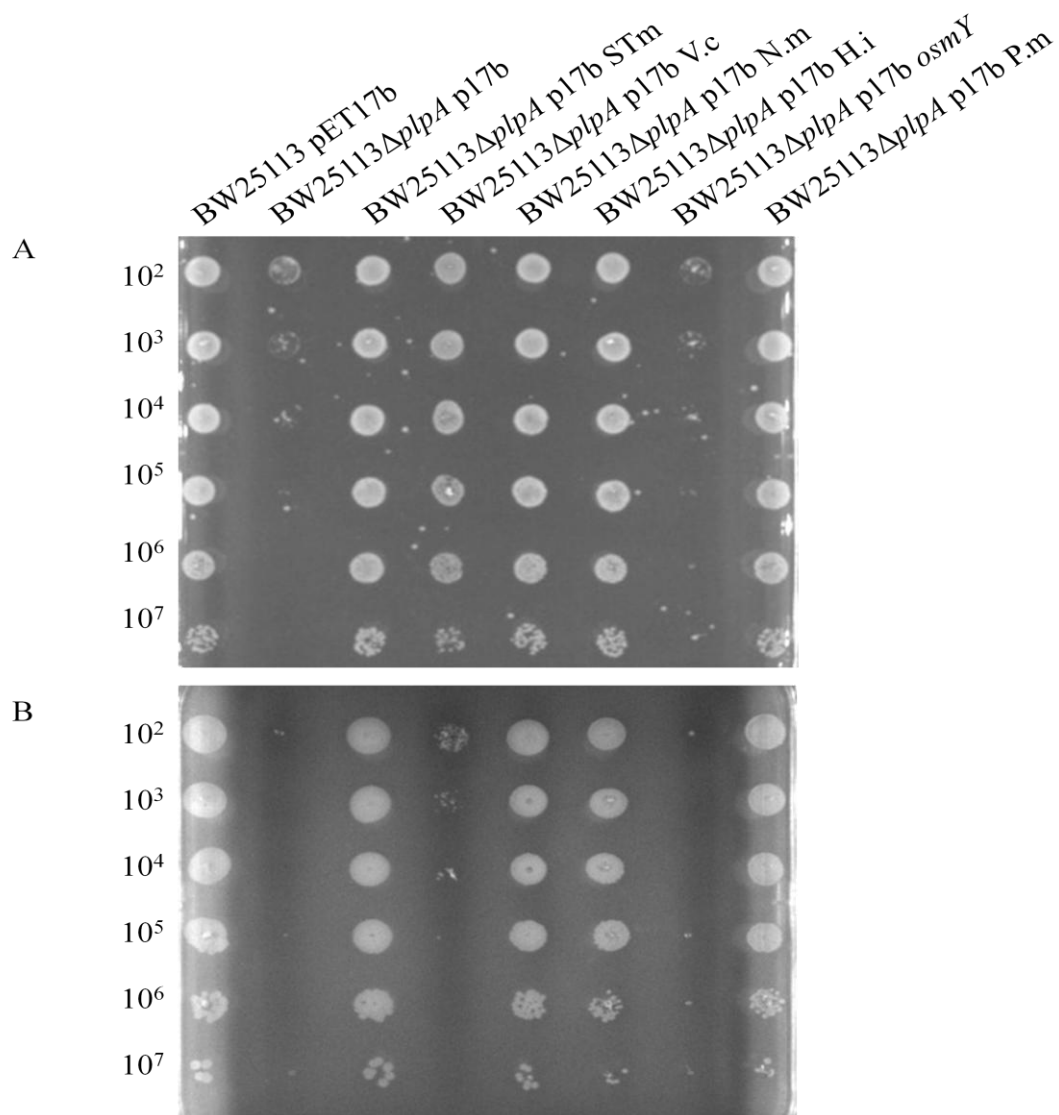 BW25113 pET17b
BW25113ΔplpA p17b
BW25113ΔplpA p17b STm
BW25113ΔplpA p17b V.c
BW25113ΔplpA p17b N.m
BW25113ΔplpA p17b H.i
BW25113ΔplpA p17b osmY
BW25113ΔplpA p17b P.m
A
10²
10³
10⁴
10⁵
10⁶
10⁷
B
10²
10³
10⁴
10⁵
10⁶
10⁷